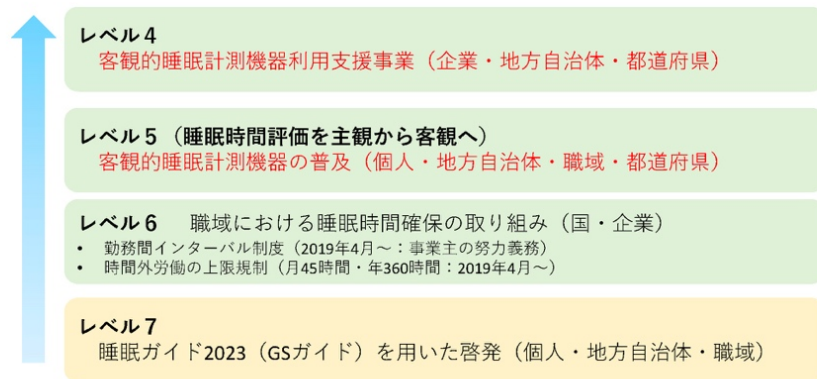 レベル４
客観的睡眠計測機器利用支援事業（企業・地方自治体・都道府県）
レベル５（睡眠時間評価を主観から客観へ）
客観的睡眠計測機器の普及（個人・地方自治体・職域・都道府県）
レベル６　職域における睡眠時間確保の取り組み（国・企業）
• 勤務間インターバル制度（2019年4月～：事業主の努力義務）
• 時間外労働の上限規制（月45時間・年360時間：2019年4月～）
レベル７
睡眠ガイド2023（GSガイド）を用いた啓発（個人・地方自治体・職域）